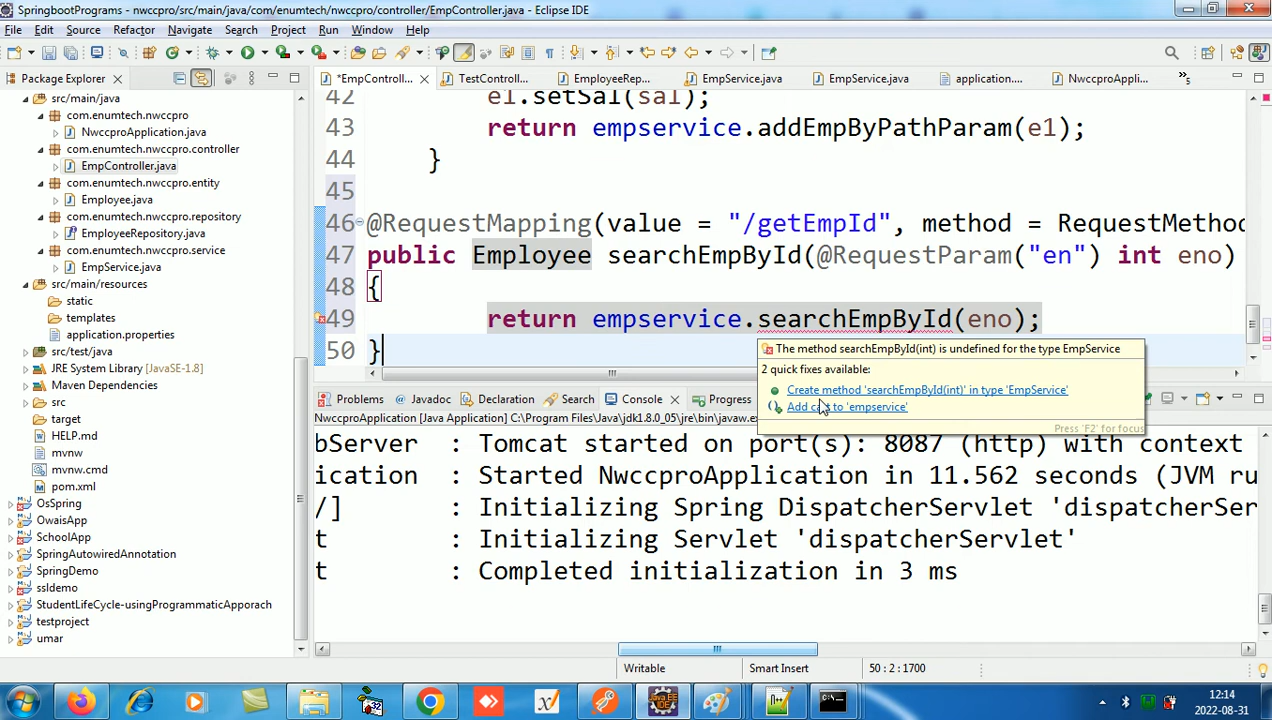 SpringbootPrograms - nwccpro/src/main/java/com/enumtech/nwccpro/controller/EmpController.java - Eclipse IDE
File Edit Source Refactor Navigate Search Project Run Window Help
Package Explorer
*EmpControll... TestControll... EmployeeRep... EmpService.java EmpService.java application.... NwccproAppli... »5
src/main/java
com.enumtech.nwccpro
NwccproApplication.java
com.enumtech.nwccpro.controller
EmpController.java
com.enumtech.nwccpro.entity
Employee.java
com.enumtech.nwccpro.repository
EmployeeRepository.java
com.enumtech.nwccpro.service
EmpService.java
src/main/resources
static
templates
application.properties
src/test/java
JRE System Library [JavaSE-1.8]
Maven Dependencies
src
target
HELP.md
mvnw
mvnw.cmd
pom.xml
OsSpring
OwaisApp
SchoolApp
SpringAutowiredAnnotation
SpringDemo
ssldemo
StudentLifeCycle-usingProgrammaticApporach
testproject
umar
42 e1.setSal(sal);
43 return empservice.addEmpByPathParam(e1);
44 }
45
46 @RequestMapping(value = "/getEmpId", method = RequestMethod
47 public Employee searchEmpById(@RequestParam("en") int eno)
48 {
49 return empservice.searchEmpById(eno);
50 }
The method searchEmpById(int) is undefined for the type EmpService
2 quick fixes available:
Create method 'searchEmpById(int)' in type 'EmpService'
Add cast to 'empservice'
Press 'F2' for focus
Problems Javadoc Declaration Search Console Progress
NwccproApplication [Java Application] C:\Program Files\Java\jdk1.8.0_05\jre\bin\javaw.ex
bServer : Tomcat started on port(s): 8087 (http) with context
ication : Started NwccproApplication in 11.562 seconds (JVM ru
/] : Initializing Spring DispatcherServlet 'dispatcherSer
t : Initializing Servlet 'dispatcherServlet'
t : Completed initialization in 3 ms
Writable Smart Insert 50 : 2 : 1700
12:14
2022-08-31